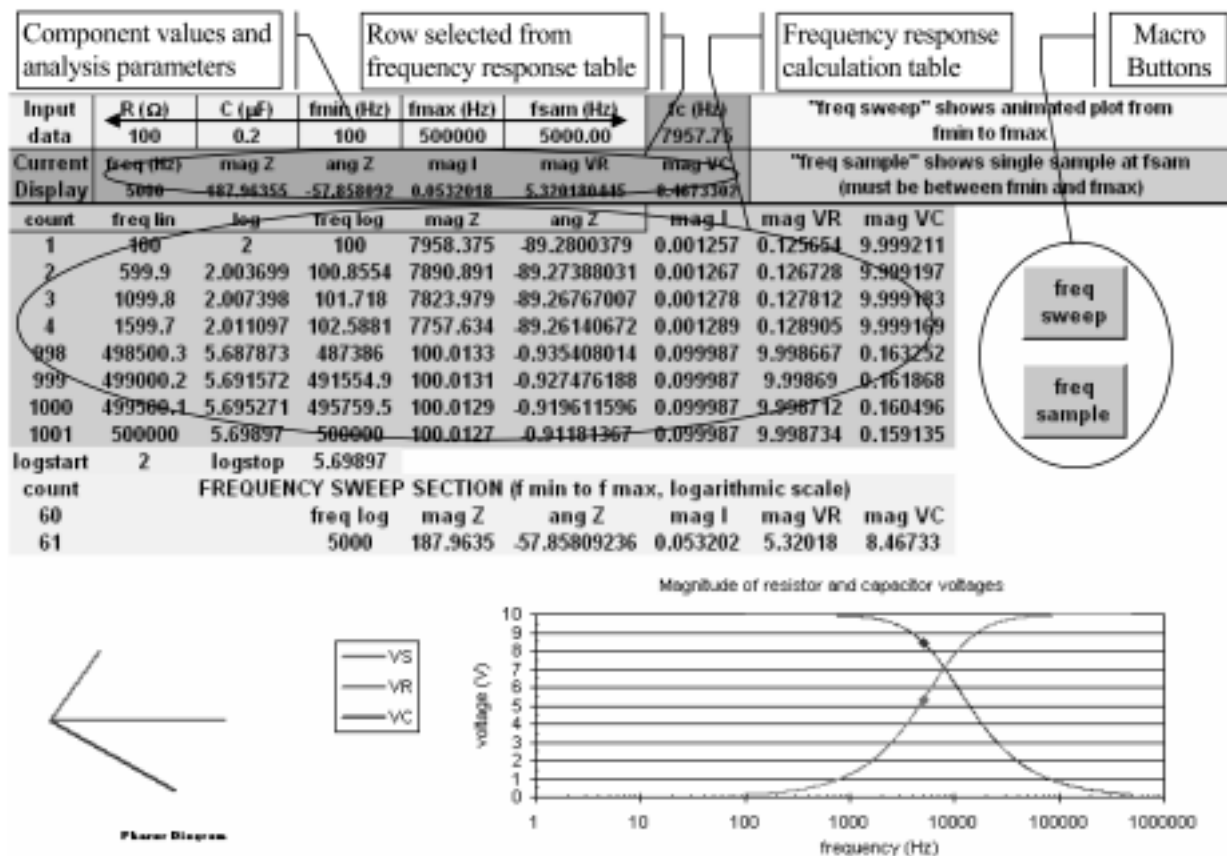 Component values and
analysis parameters
Row selected from
frequency response table
Frequency response
calculation table
Macro
Buttons
Input R (Ω) C (µF) fmin (Hz) fmax (Hz) fsam (Hz) fc (Hz) "freq sweep" shows animated plot from
data 100 0.2 100 500000 5000.00 7957.75 fmin to fmax
Current freq (Hz) mag Z ang Z mag I mag VR mag VC "freq sample" shows single sample at fsam
Display 5000 187.96355 -57.858092 0.0532018 5.320180445 8.4673302 (must be between fmin and fmax)
count freq lin log freq log mag Z ang Z mag I mag VR mag VC
1 100 2 100 7958.375 -89.2800379 0.001257 0.125654 9.999211
2 599.9 2.003699 100.8554 7890.891 -89.27388031 0.001267 0.126728 9.999197
3 1099.8 2.007398 101.718 7823.979 -89.26767007 0.001278 0.127812 9.999183
4 1599.7 2.011097 102.5881 7757.634 -89.26140672 0.001289 0.128905 9.999169
998 498500.3 5.687873 487386 100.0133 -0.935408014 0.099987 9.998667 0.163252
999 499000.2 5.691572 491554.9 100.0131 -0.927476188 0.099987 9.99869 0.161868
1000 499500.1 5.695271 495759.5 100.0129 -0.919611596 0.099987 9.998712 0.160496
1001 500000 5.69897 500000 100.0127 -0.91181367 0.099987 9.998734 0.159135
freq
sweep
freq
sample
logstart 2 logstop 5.69897
count FREQUENCY SWEEP SECTION (f min to f max, logarithmic scale)
60 freq log mag Z ang Z mag I mag VR mag VC
61 5000 187.9635 -57.85809236 0.053202 5.32018 8.46733
VS
VR
VC
Phasor Diagram
Magnitude of resistor and capacitor voltages
voltage (V)
10
9
8
7
6
5
4
3
2
1
0
1 10 100 1000 10000 100000 1000000
frequency (Hz)